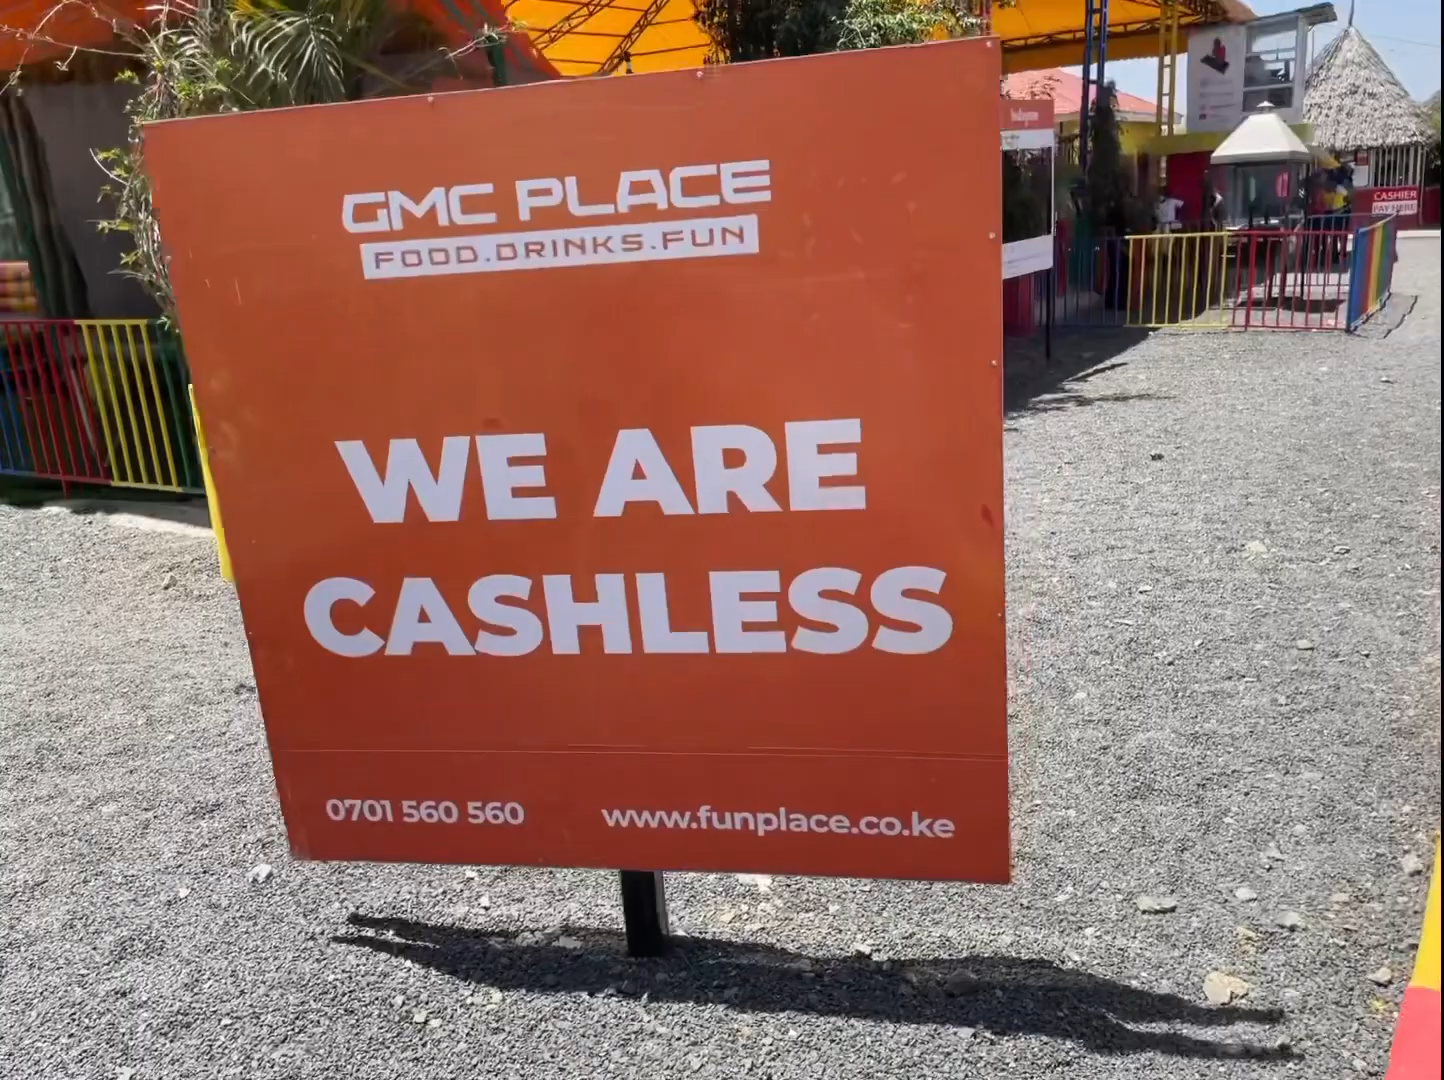 GMC PLACE
FOOD.DRINKS.FUN
WE ARE
CASHLESS
0701 560 560
www.funplace.co.ke
CASHIER
PAY HERE